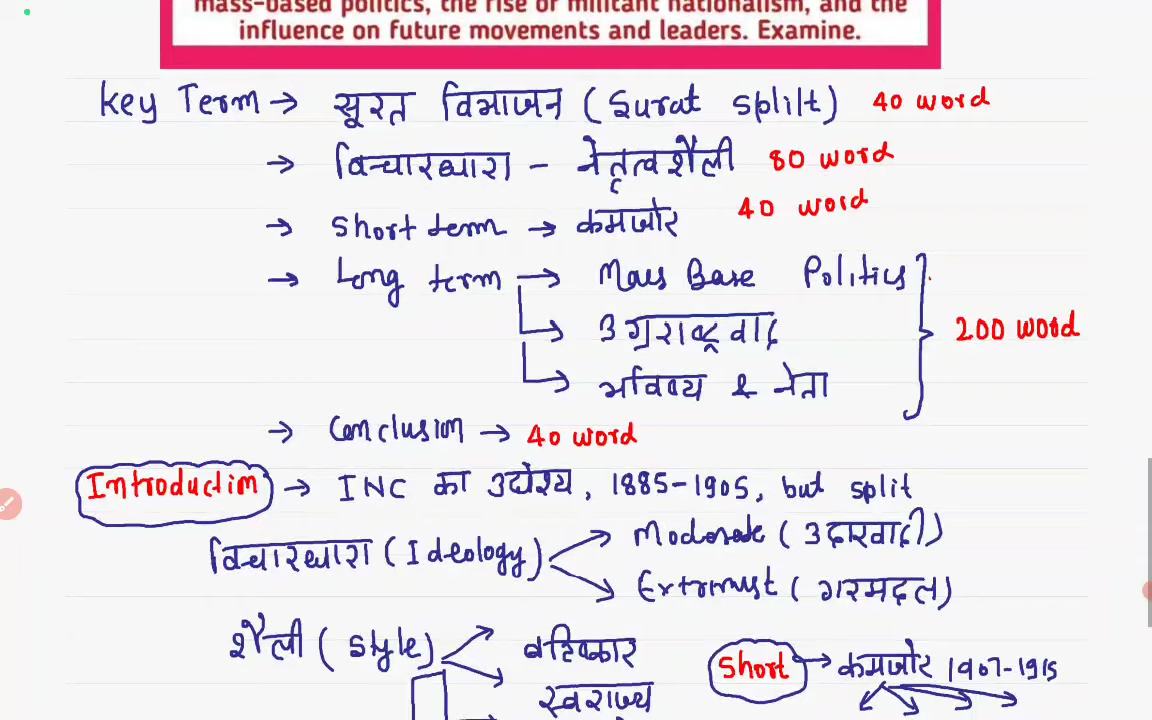 mass-based politics, the rise of militant nationalism, and the
influence on future movements and leaders. Examine.
Key Term → सूरत विभाजन (Surat split) 40 word
→ विचारधारा - नेतृत्व शैली 80 word
→ short term → कमजोर 40 word
→ Long term → Mass Base Politics
→ उग्रराष्ट्रवाद
200 word
→ भविष्य & नेता
→ Conclusion → 40 word
Introduction → INC का उद्देश्य, 1885-1905, but split
विचारधारा (Ideology) Moderate (उदारवादी)
Extremist (गरमदल)
शैली (style) बहिष्कार
Short → कमजोर 1907-1915
स्वराज्य